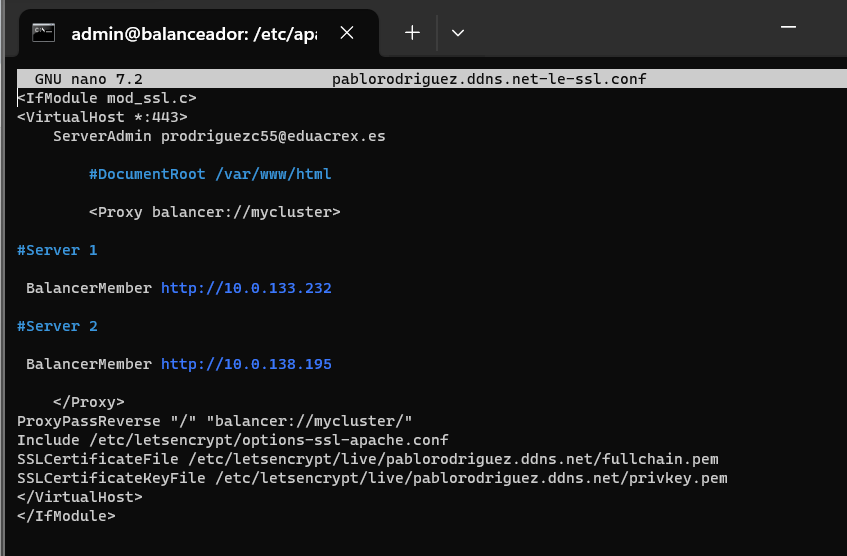 admin@balanceador: /etc/apa
GNU nano 7.2 pablorodriguez.ddns.net-le-ssl.conf
<IfModule mod_ssl.c>
<VirtualHost *:443>
ServerAdmin prodriguezc55@eduacrex.es
#DocumentRoot /var/www/html
<Proxy balancer://mycluster>
#Server 1
BalancerMember http://10.0.133.232
#Server 2
BalancerMember http://10.0.138.195
</Proxy>
ProxyPassReverse "/" "balancer://mycluster/"
Include /etc/letsencrypt/options-ssl-apache.conf
SSLCertificateFile /etc/letsencrypt/live/pablorodriguez.ddns.net/fullchain.pem
SSLCertificateKeyFile /etc/letsencrypt/live/pablorodriguez.ddns.net/privkey.pem
</VirtualHost>
</IfModule>